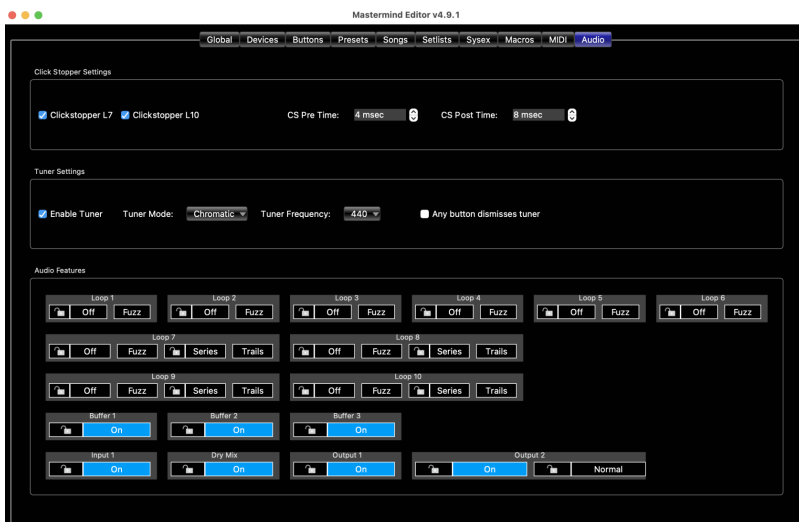 Mastermind Editor v4.9.1
Global Devices Buttons Presets Songs Setlists Sysex Macros MIDI Audio
Click Stopper Settings
Clickstopper L7 Clickstopper L10 CS Pre Time: 4 msec CS Post Time: 8 msec
Tuner Settings
Enable Tuner Tuner Mode: Chromatic Tuner Frequency: 440 Any button dismisses tuner
Audio Features
Loop 1 Loop 2 Loop 3 Loop 4 Loop 5 Loop 6
Off Fuzz Off Fuzz Off Fuzz Off Fuzz Off Fuzz Off Fuzz
Loop 7 Loop 8
Off Fuzz Series Trails Off Fuzz Series Trails
Loop 9 Loop 10
Off Fuzz Series Trails Off Fuzz Series Trails
Buffer 1 Buffer 2 Buffer 3
On On On
Input 1 Dry Mix Output 1 Output 2
On On On On Normal